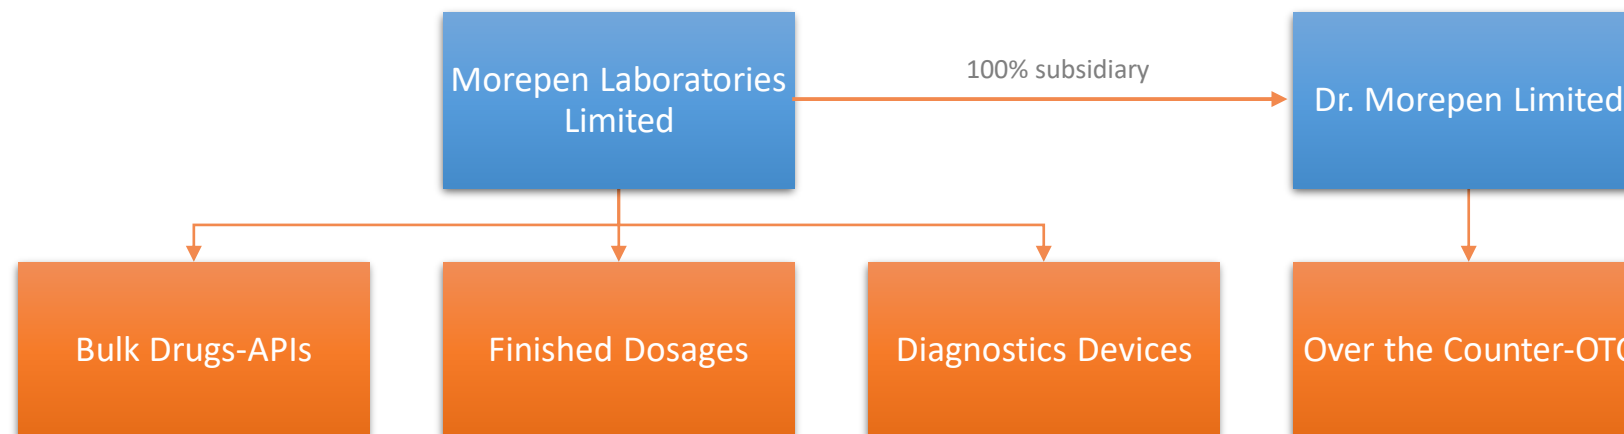 Morepen Laboratories
Limited
100% subsidiary
Dr. Morepen Limited
Bulk Drugs-APIs
Finished Dosages
Diagnostics Devices
Over the Counter-OTC